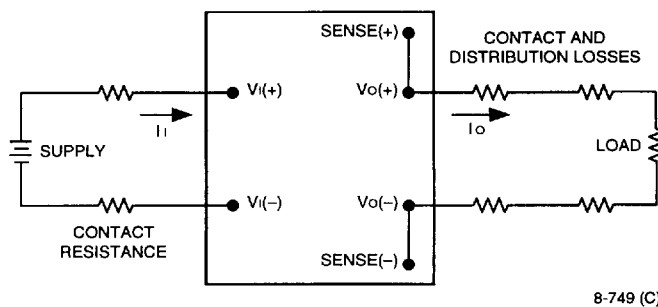 SENSE(+)
CONTACT AND
DISTRIBUTION LOSSES
VI(+)
VO(+)
II
IO
SUPPLY
LOAD
VI(–)
VO(–)
CONTACT
RESISTANCE
SENSE(–)
8-749 (C)